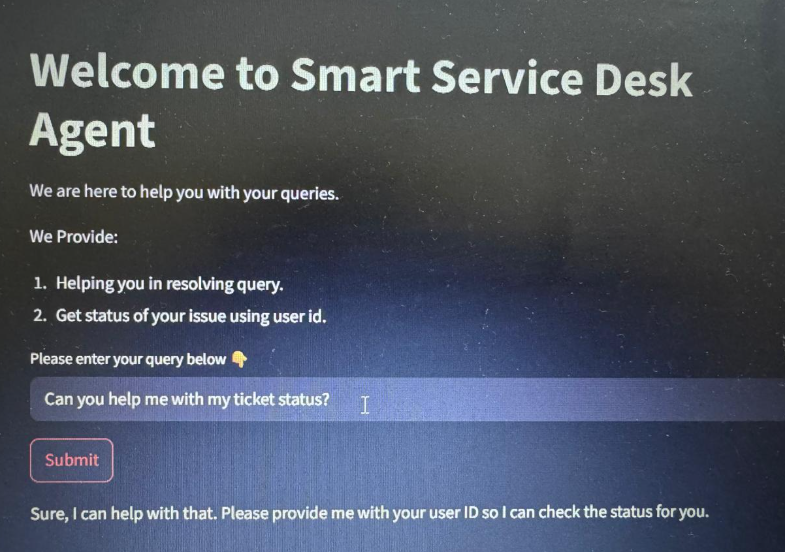 Welcome to Smart Service Desk
Agent
We are here to help you with your queries.
We Provide:
1. Helping you in resolving query.
2. Get status of your issue using user id.
Please enter your query below 👇
Can you help me with my ticket status?
Submit
Sure, I can help with that. Please provide me with your user ID so I can check the status for you.